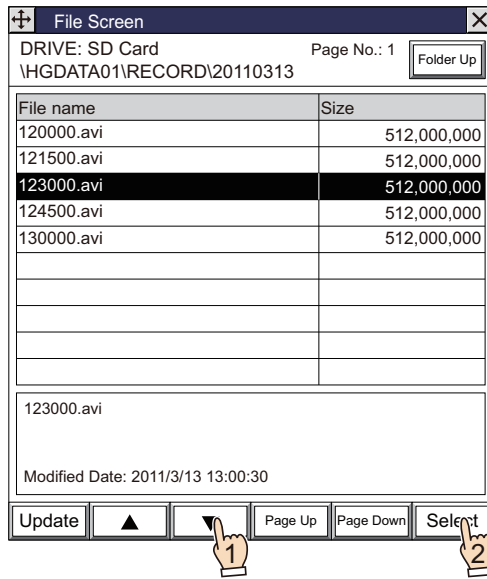 File Screen
DRIVE: SD Card Page No.: 1
\HGDATA01\RECORD\20110313
Folder Up
File name Size
120000.avi 512,000,000
121500.avi 512,000,000
123000.avi 512,000,000
124500.avi 512,000,000
130000.avi 512,000,000
123000.avi
Modified Date: 2011/3/13 13:00:30
Update ▲ ▼ Page Up Page Down Select
1 2